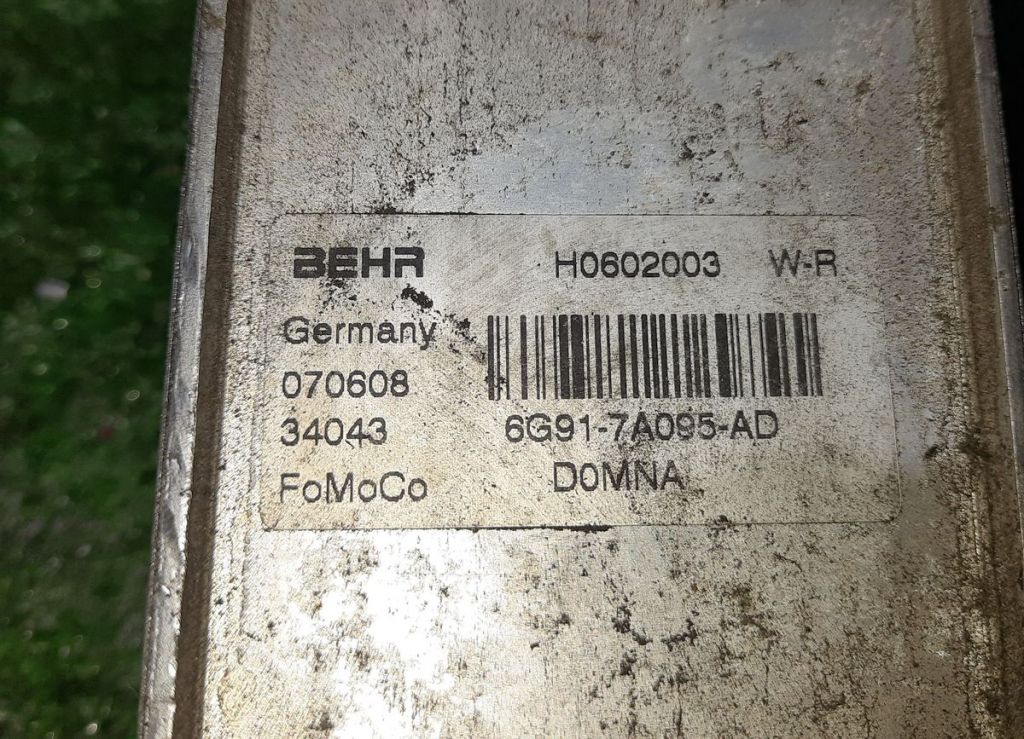 BEHR H0602003 W-R
Germany
070608
34043 6G91-7A095-AD
FoMoCo D0MNA